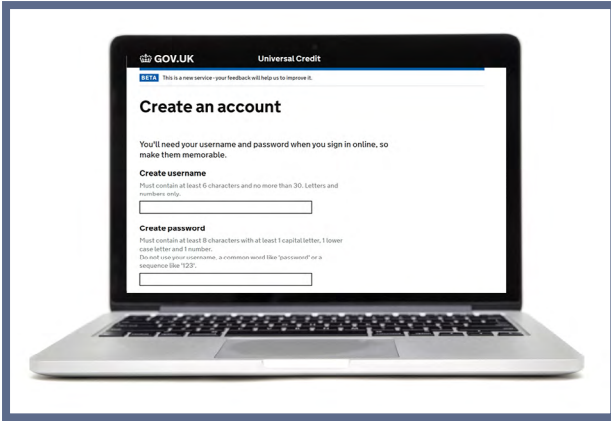 GOV.UK Universal Credit
BETA This is a new service - your feedback will help us to improve it.
Create an account
You'll need your username and password when you sign in online, so
make them memorable.
Create username
Must contain at least 6 characters and no more than 30. Letters and
numbers only.
Create password
Must contain at least 8 characters with at least 1 capital letter, 1 lower
case letter and 1 number.
Do not use your username, a common word like 'password' or a
sequence like '123'.